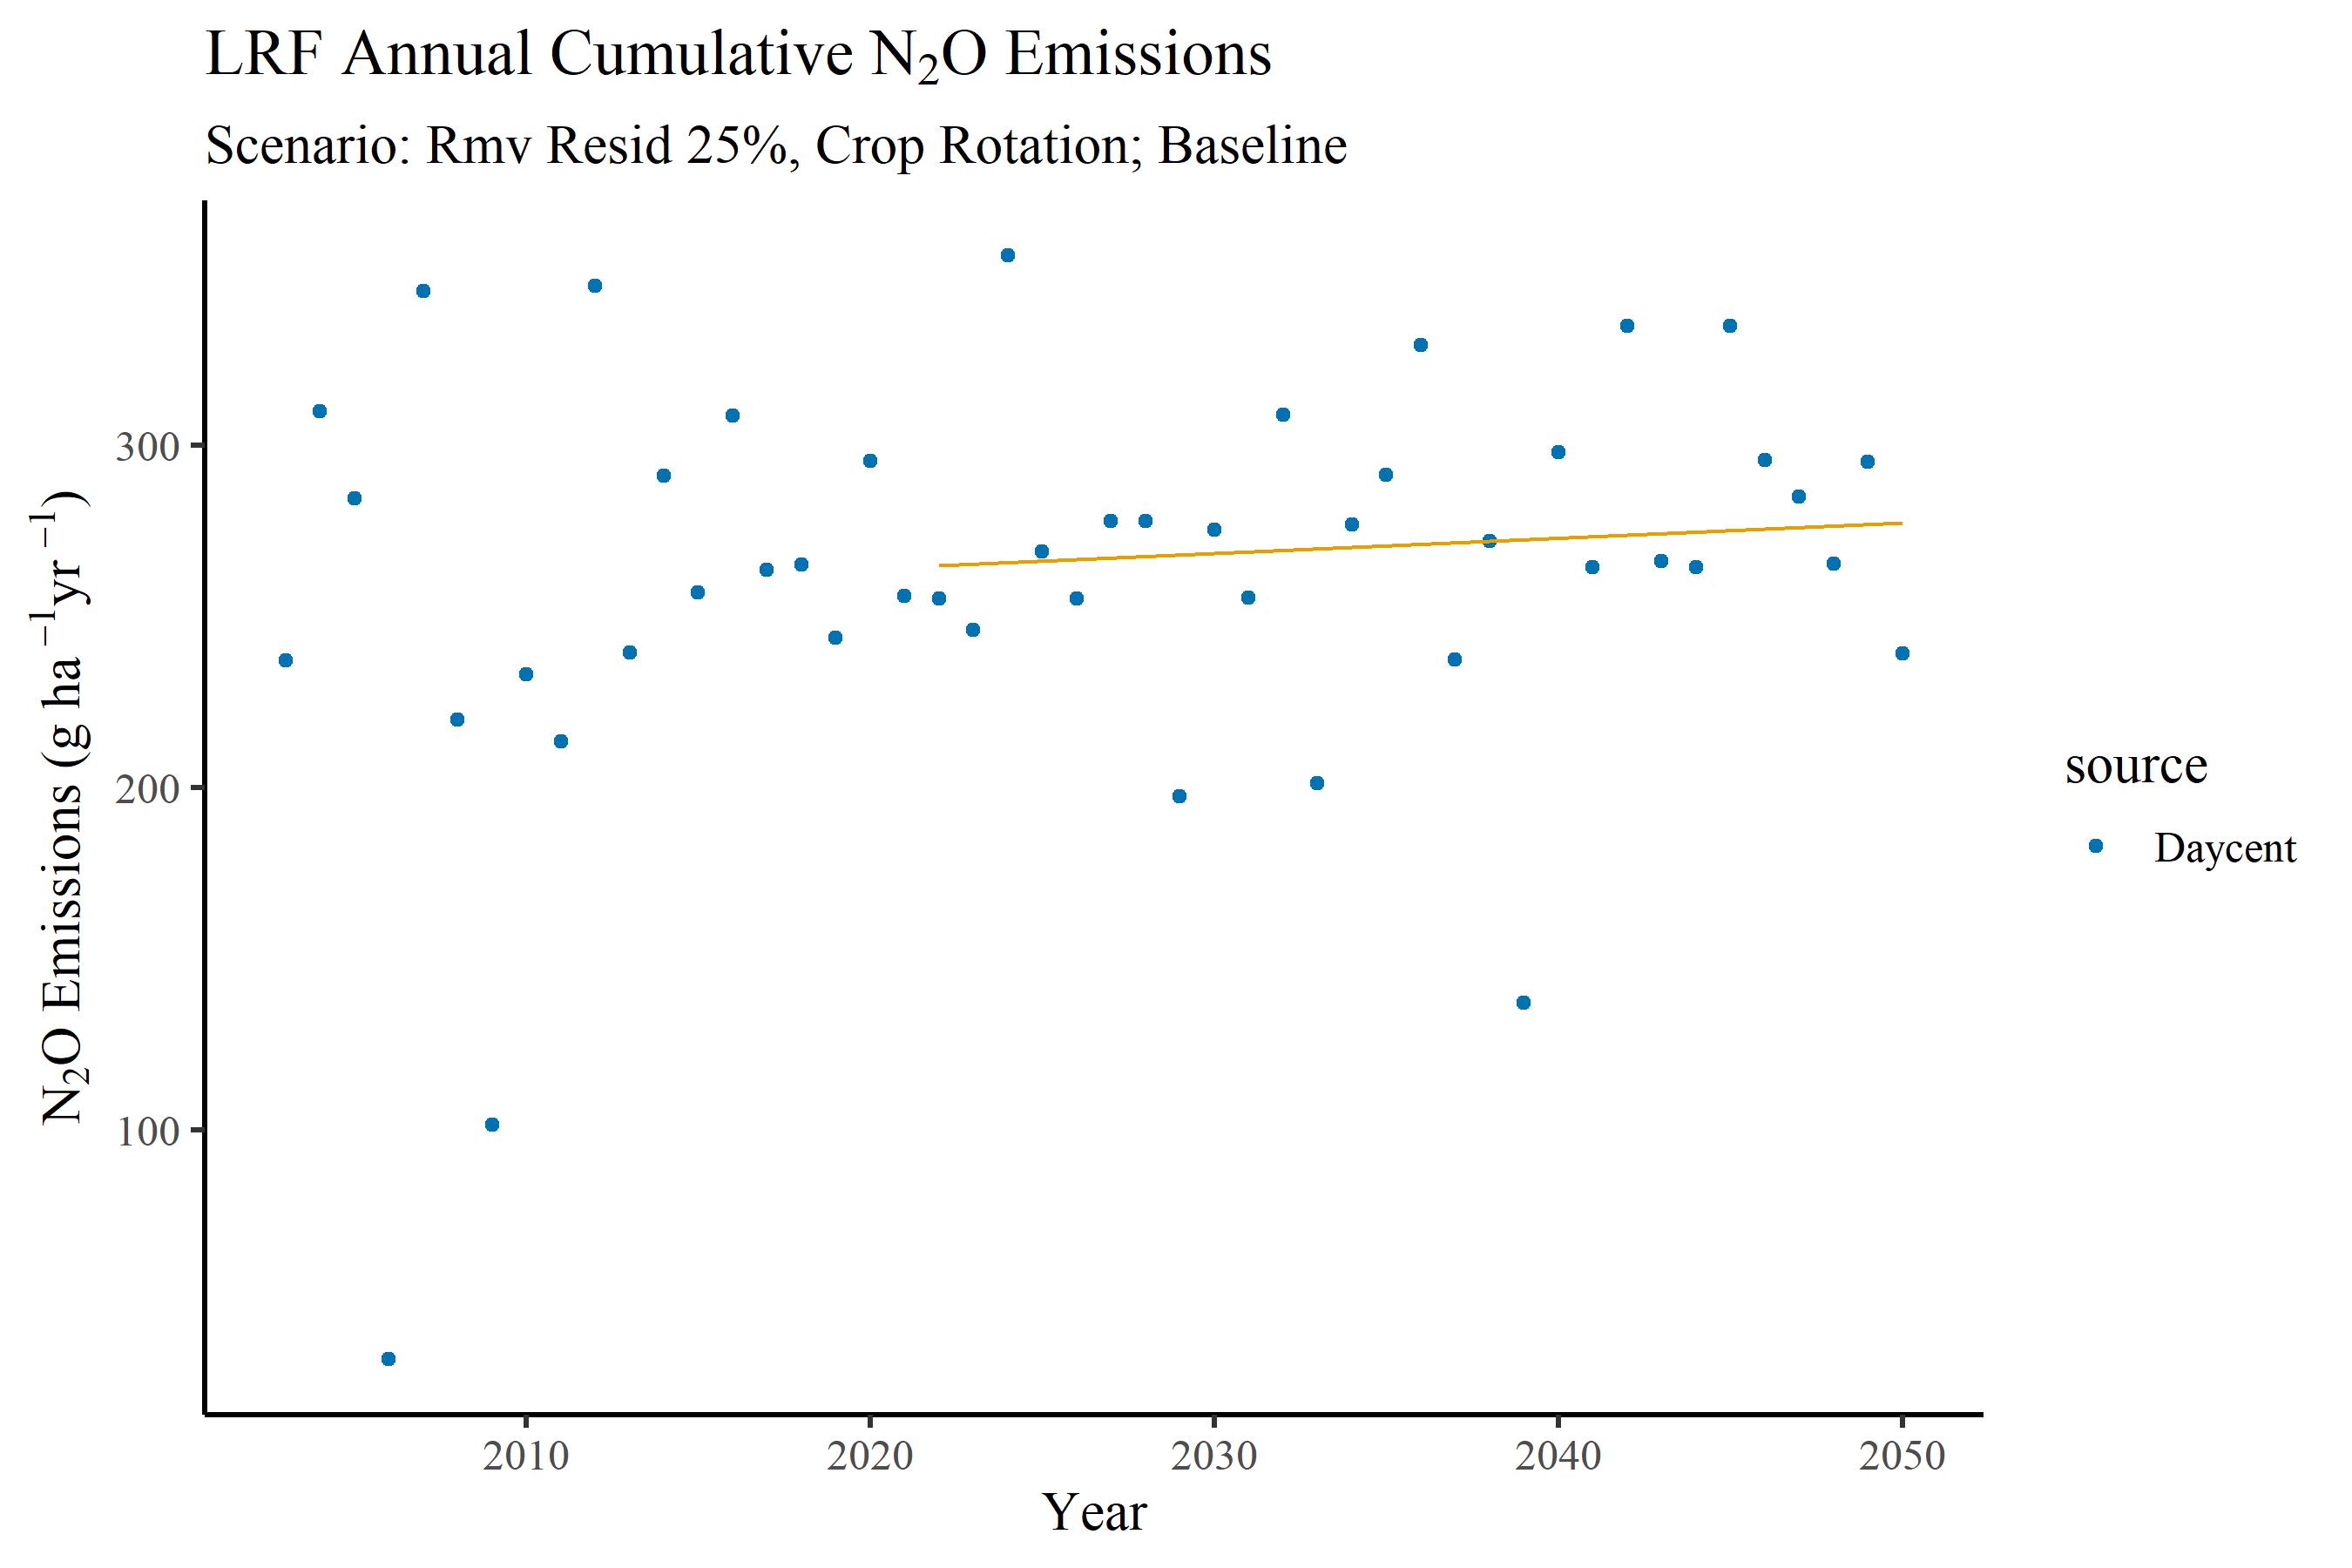 LRF Annual Cumulative N₂O Emissions
Scenario: Rmv Resid 25%, Crop Rotation; Baseline
N₂O Emissions (g ha ⁻¹yr ⁻¹)
300
200
100
2010 2020 2030 2040 2050
Year
source
Daycent